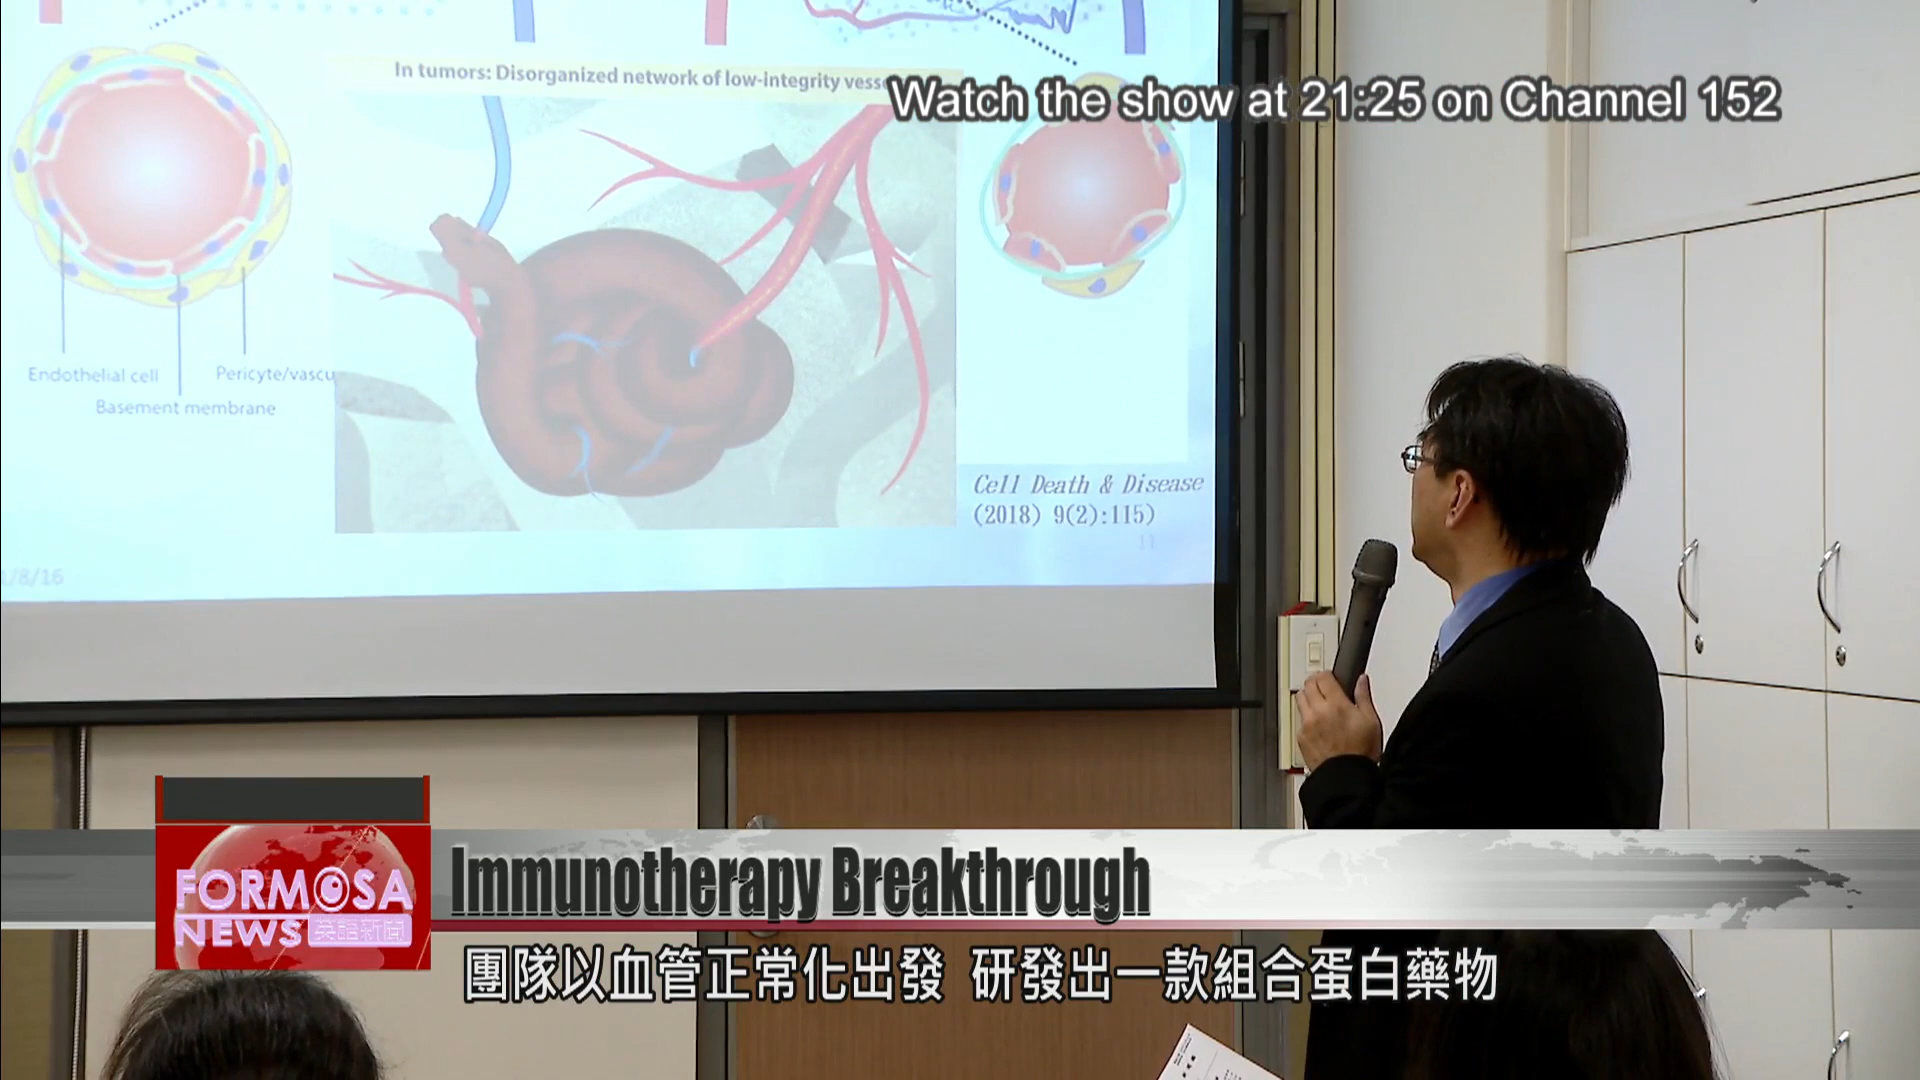 In tumors: Disorganized network of low-integrity
Watch the show at 21:25 on Channel 152
Endothelial cell
Pericyte/vascu
Basement membrane
Cell Death & Disease
(2018) 9(2):115)
11
1/8/16
FORMOSA
NEWS 英語新聞
Immunotherapy Breakthrough
團隊以血管正常化出發 研發出一款組合蛋白藥物